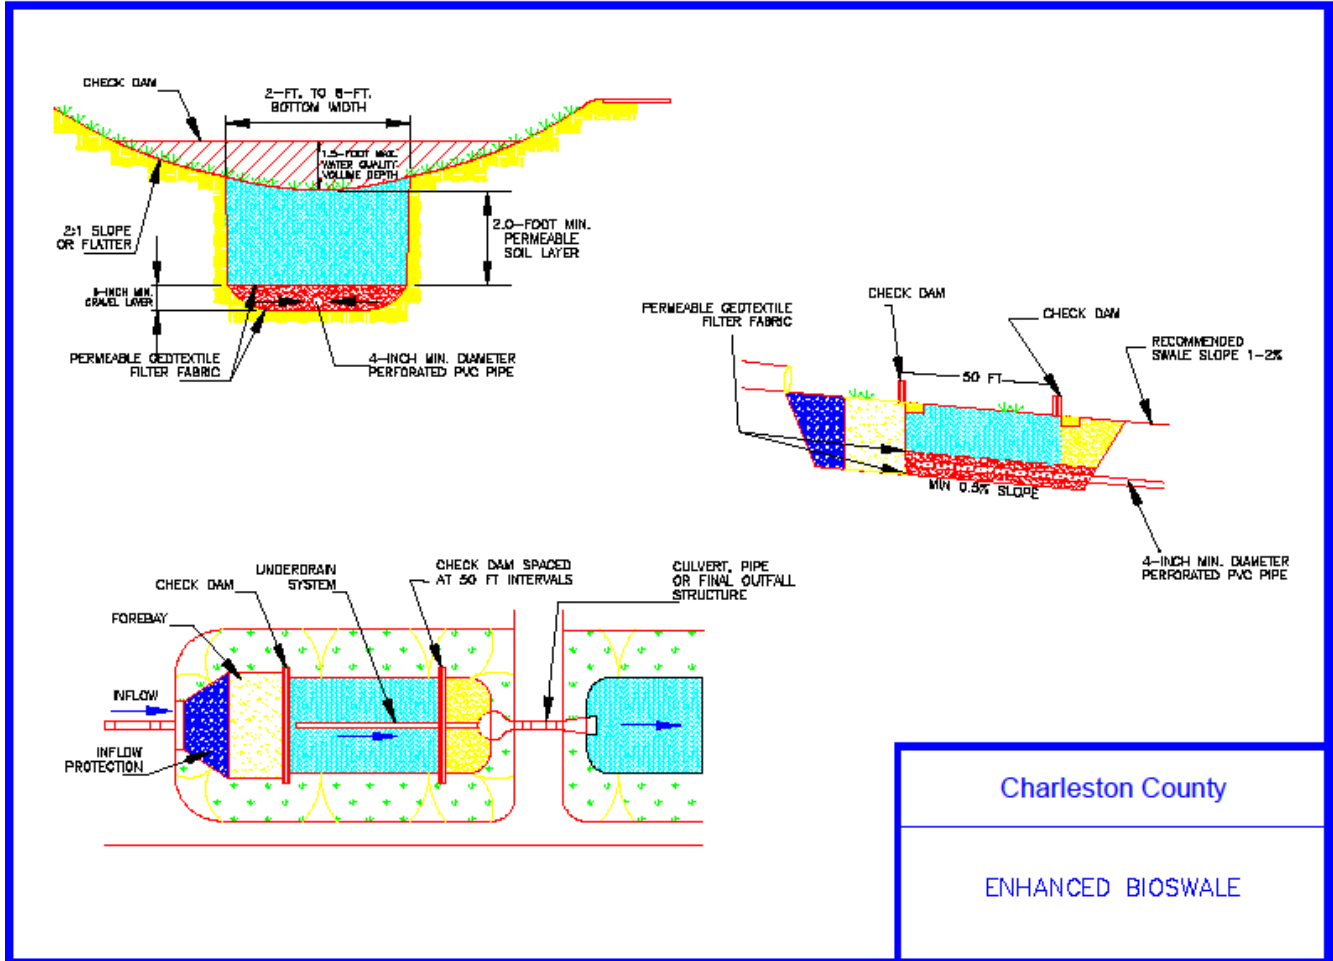 CHECK DAM
2-FT. TO 8-FT.
BOTTOM WIDTH
1.5-FOOT MAX.
WATER QUALITY
VOLUME DEPTH
2:1 SLOPE
OR FLATTER
2.0-FOOT MIN.
PERMEABLE
SOIL LAYER
-INCH MIN.
GRAVEL LAYER
PERMEABLE GEOTEXTILE
FILTER FABRIC
4-INCH MIN. DIAMETER
PERFORATED PVC PIPE
CHECK DAM
PERMEABLE GEOTEXTILE
FILTER FABRIC
CHECK DAM
RECOMMENDED
SWALE SLOPE 1-2%
50 FT
MIN 0.5% SLOPE
4-INCH MIN. DIAMETER
PERFORATED PVC PIPE
UNDERDRAIN
SYSTEM
CHECK DAM SPACED
AT 50 FT INTERVALS
CULVERT, PIPE
OR FINAL OUTFALL
STRUCTURE
CHECK DAM
FOREBAY
INFLOW
INFLOW
PROTECTION
Charleston County
ENHANCED BIOSWALE